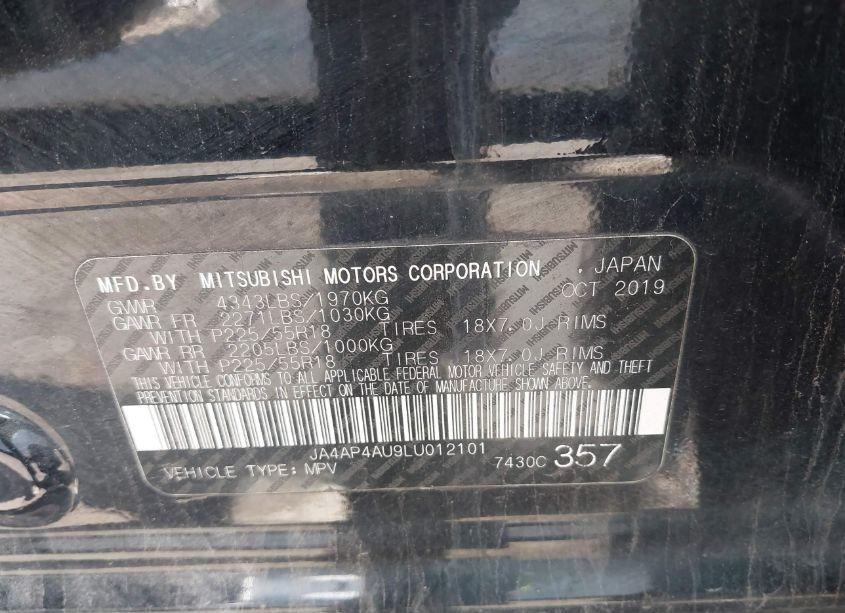 MFD.BY MITSUBISHI MOTORS CORPORATION , JAPAN
GVWR 4343LBS/1970KG OCT 2019
GAWR FR 2271LBS/1030KG
WITH P225/55R18 TIRES 18X7.0J RIMS
GAWR RR 2205LBS/1000KG
WITH P225/55R18 TIRES 18X7.0J RIMS
THIS VEHICLE CONFORMS TO ALL APPLICABLE FEDERAL MOTOR VEHICLE SAFETY AND THEFT
PREVENTION STANDARDS IN EFFECT ON THE DATE OF MANUFACTURE SHOWN ABOVE.
JA4AP4AU9LU012101
VEHICLE TYPE: MPV 7430C 357